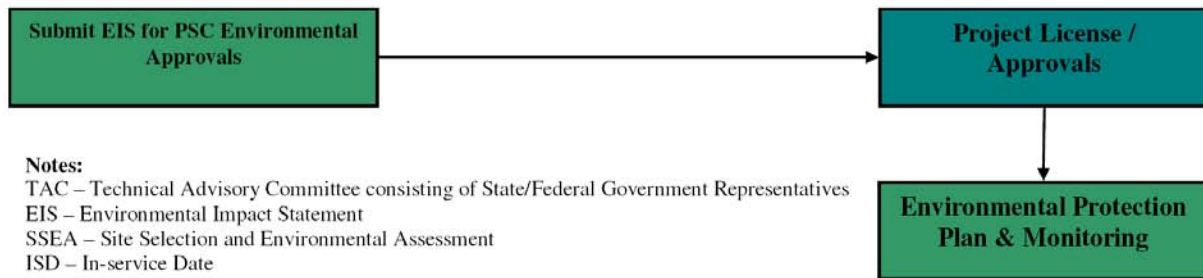 Submit EIS for PSC Environmental
Approvals
Project License /
Approvals
Notes:
TAC – Technical Advisory Committee consisting of State/Federal Government Representatives
EIS – Environmental Impact Statement
SSEA – Site Selection and Environmental Assessment
ISD – In-service Date
Environmental Protection
Plan & Monitoring